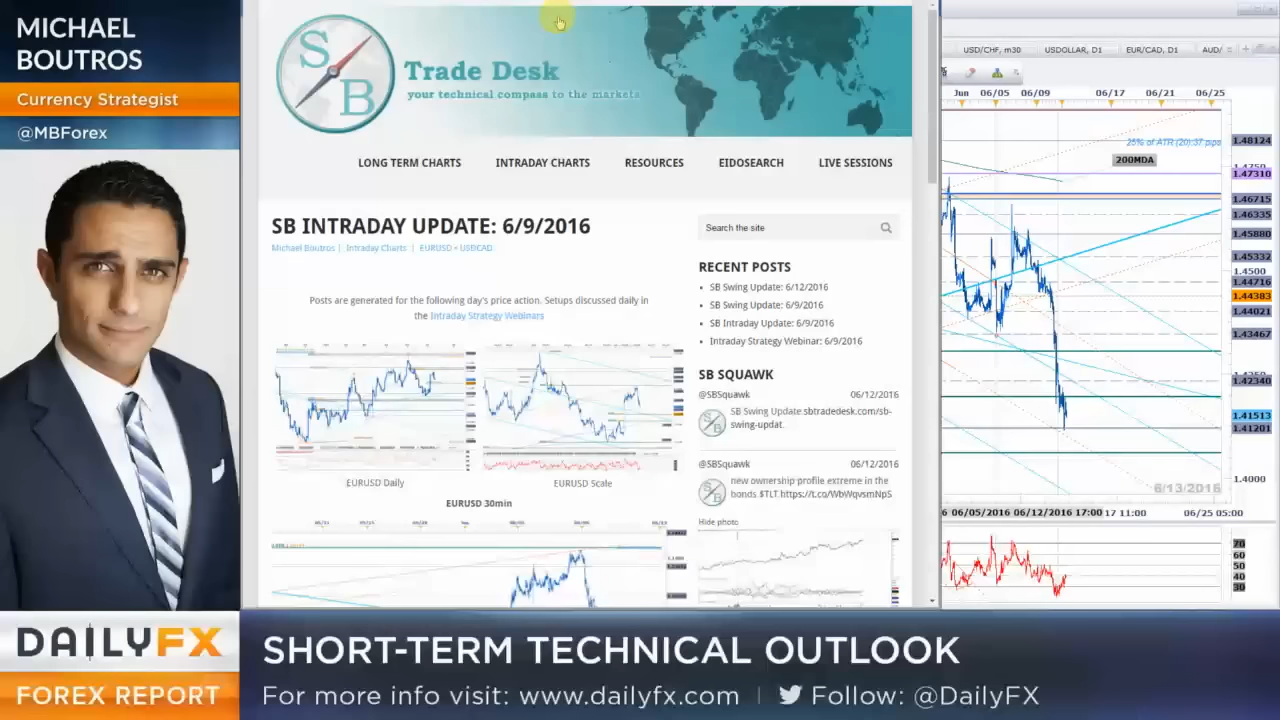 MICHAEL
BOUTROS
Currency Strategist
@MBForex
DAILYFX
FOREX REPORT
S
B
Trade Desk
your technical compass to the markets
LONG TERM CHARTS
INTRADAY CHARTS
RESOURCES
EIDOSEARCH
LIVE SESSIONS
SB INTRADAY UPDATE: 6/9/2016
Michael Boutros | Intraday Charts | EURUSD - USDCAD
Posts are generated for the following day's price action. Setups discussed daily in
the Intraday Strategy Webinars
EURUSD Daily
EURUSD Scale
EURUSD 30min
Search the site
RECENT POSTS
SB Swing Update: 6/12/2016
SB Swing Update: 6/9/2016
SB Intraday Update: 6/9/2016
Intraday Strategy Webinar: 6/9/2016
SB SQUAWK
@SBSquawk 06/12/2016
SB Swing Update sbtradedesk.com/sb-
swing-updat.
@SBSquawk 06/12/2016
new ownership profile extreme in the
bonds $TLT https://t.co/WbWqvsmNpS
Hide photo
USD/CHF, m30
USDOLLAR, D1
EUR/CAD, D1
AUD/
Jun 06/05 06/09 06/17 06/21 06/25
25% of ATR (20):37 pips
200MDA
1.48124
1.47310
1.46715
1.46335
1.45880
1.45332
1.4500
1.44716
1.44383
1.44021
1.43467
1.42340
1.41513
1.41201
1.4000
6/13/2016
6 06/05/2016 06/12/2016 17:00 17 11:00 06/25 05:00
70
60
50
40
30
SHORT-TERM TECHNICAL OUTLOOK
For more info visit: www.dailyfx.com | Follow: @DailyFX